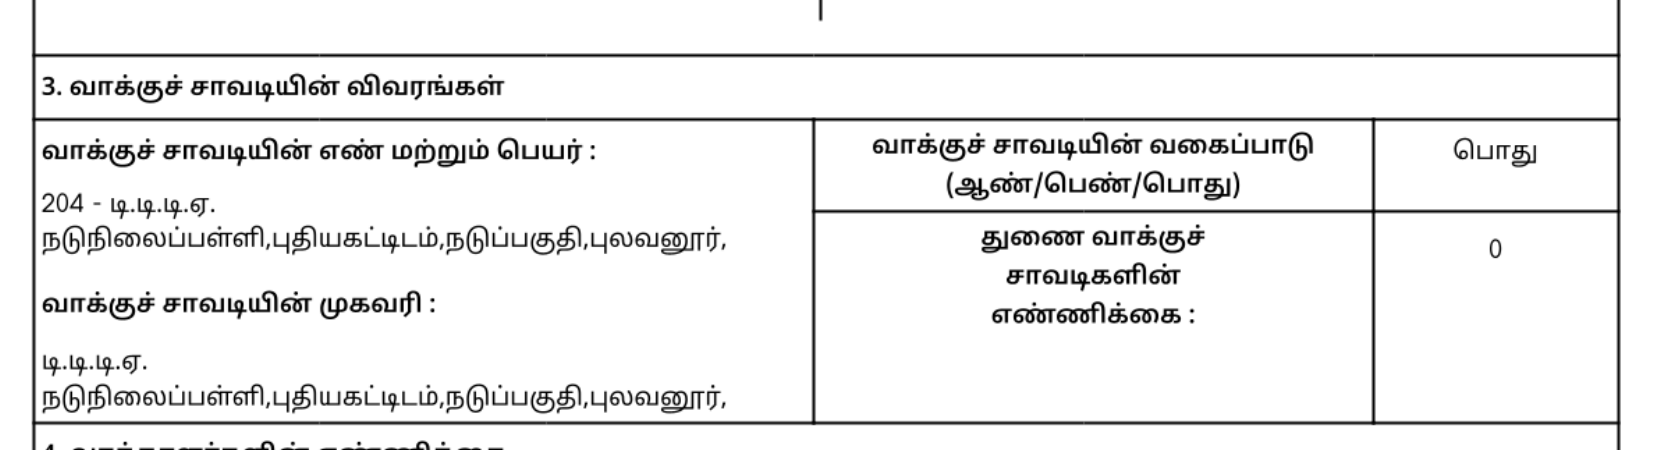 3. வாக்குச் சாவடியின் விவரங்கள்
வாக்குச் சாவடியின் எண் மற்றும் பெயர் :
204 - டி.டி.டி.ஏ.
நடுநிலைப்பள்ளி,புதியகட்டிடம்,நடுப்பகுதி,புலவனூர்,
வாக்குச் சாவடியின் முகவரி :
டி.டி.டி.ஏ.
நடுநிலைப்பள்ளி,புதியகட்டிடம்,நடுப்பகுதி,புலவனூர்,
வாக்குச் சாவடியின் வகைப்பாடு
(ஆண்/பெண்/பொது)
பொது
துணை வாக்குச்
சாவடிகளின்
எண்ணிக்கை :
0